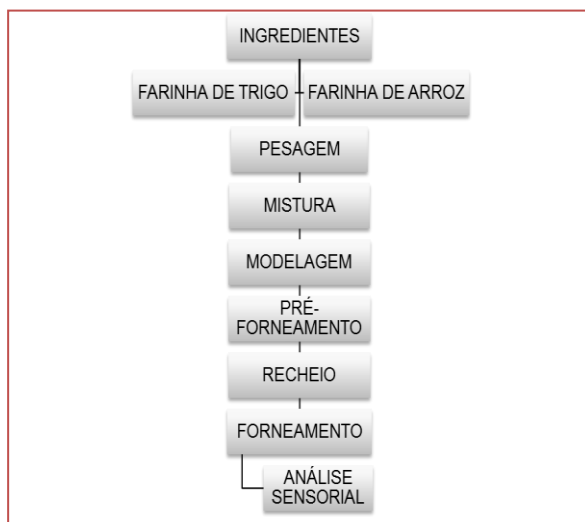 INGREDIENTES
FARINHA DE TRIGO
FARINHA DE ARROZ
PESAGEM
MISTURA
MODELAGEM
PRÉ-
FORNEAMENTO
RECHEIO
FORNEAMENTO
ANÁLISE
SENSORIAL